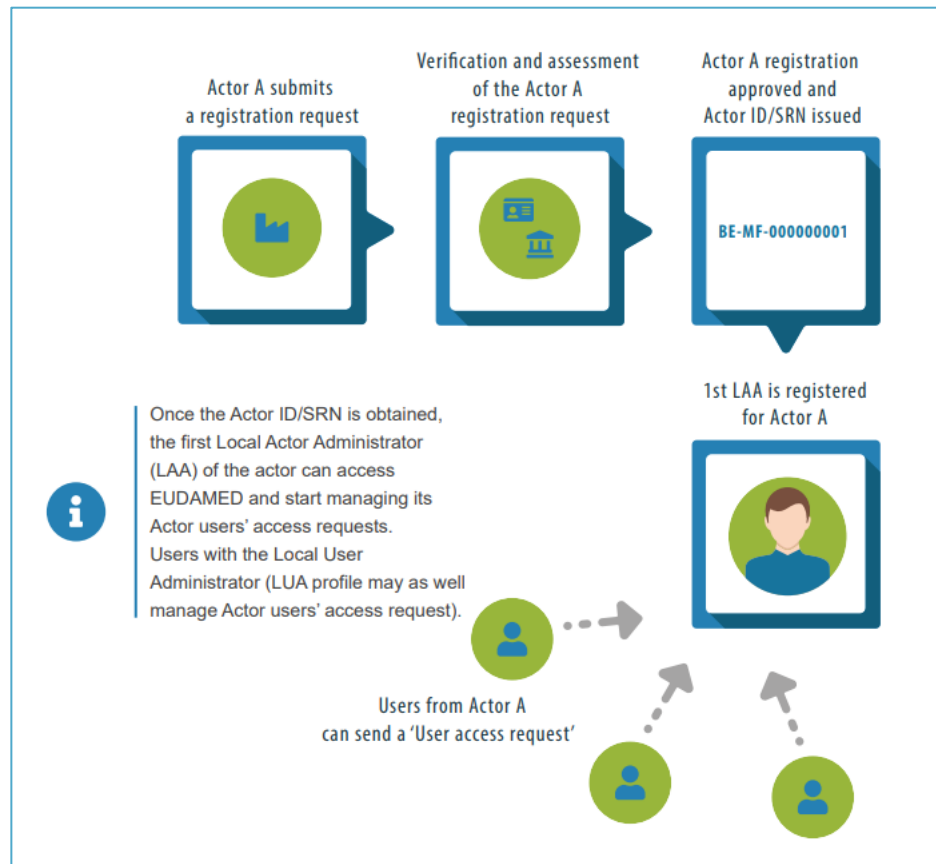 Actor A submits
a registration request
Verification and assessment
of the Actor A
registration request
Actor A registration
approved and
Actor ID/SRN issued
BE-MF-000000001
1st LAA is registered
for Actor A
Once the Actor ID/SRN is obtained,
the first Local Actor Administrator
(LAA) of the actor can access
EUDAMED and start managing its
Actor users’ access requests.
Users with the Local User
Administrator (LUA profile may as well
manage Actor users’ access request).
Users from Actor A
can send a ‘User access request’